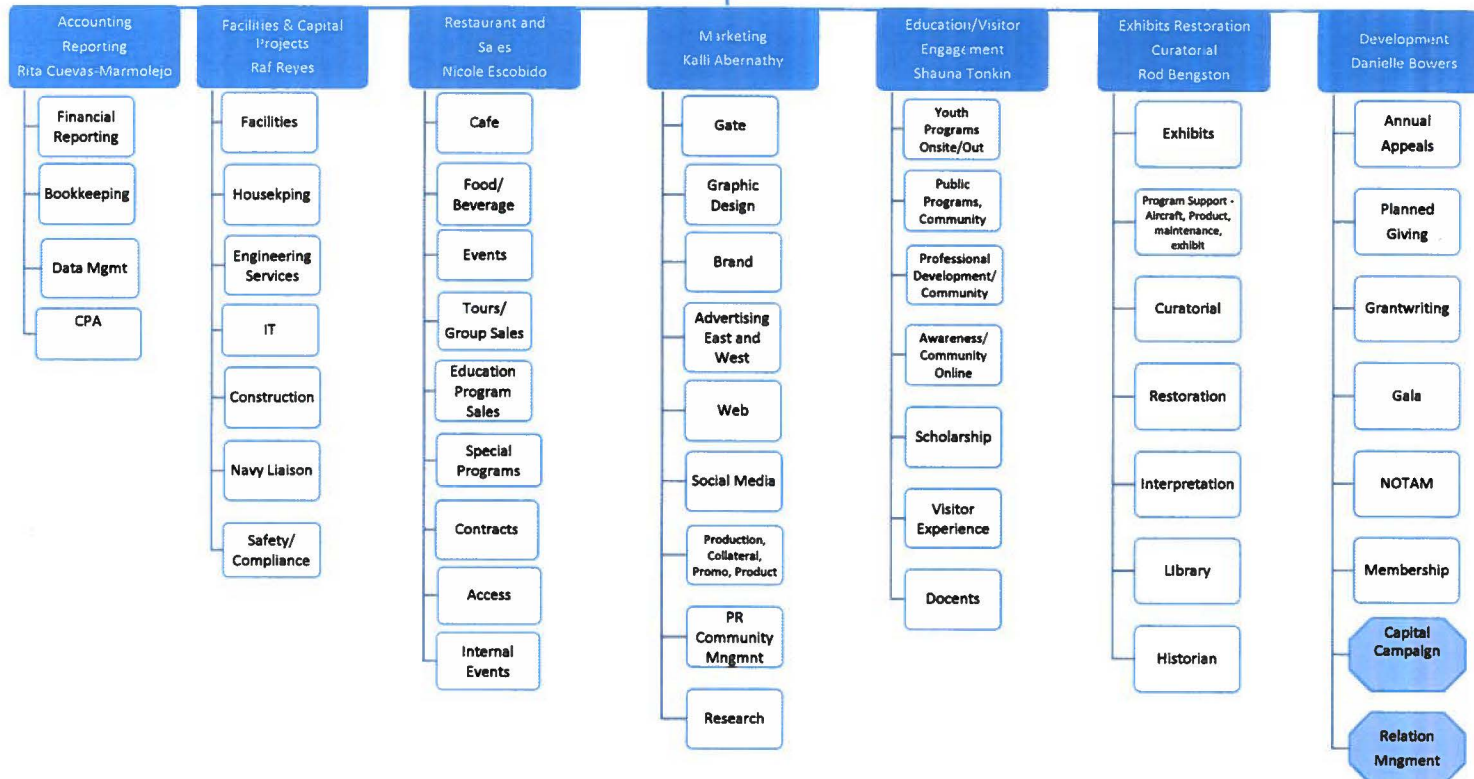 Accounting
Reporting
Rita Cuevas-Marmolejo
Financial
Reporting
Bookkeeping
Data Mgmt
CPA
Facilities & Capital
Projects
Raf Reyes
Facilities
Housekping
Engineering
Services
IT
Construction
Navy Liaison
Safety/
Compliance
Restaurant and
Sales
Nicole Escobido
Cafe
Food/
Beverage
Events
Tours/
Group Sales
Education
Program
Sales
Special
Programs
Contracts
Access
Internal
Events
Marketing
Kalli Abernathy
Gate
Graphic
Design
Brand
Advertising
East and
West
Web
Social Media
Production,
Collateral,
Promo, Product
PR
Community
Mngmnt
Research
Education/Visitor
Engagement
Shauna Tonkin
Youth
Programs
Onsite/Out
Public
Programs,
Community
Professional
Development/
Community
Awareness/
Community
Online
Scholarship
Visitor
Experience
Docents
Exhibits Restoration
Curatorial
Rod Bengston
Exhibits
Program Support -
Aircraft, Product,
maintenance,
exhibit
Curatorial
Restoration
Interpretation
Library
Historian
Development
Danielle Bowers
Annual
Appeals
Planned
Giving
Grantwriting
Gala
NOTAM
Membership
Capital
Campaign
Relation
Mngment